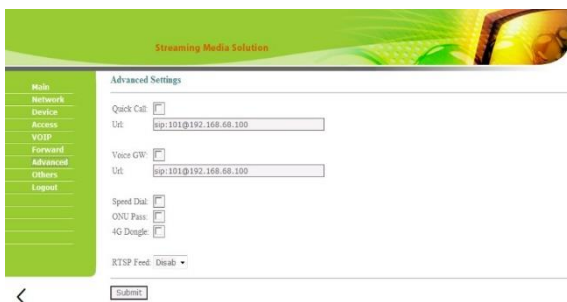 Streaming Media Solution
Main
Network
Device
Access
VOIP
Forward
Advanced
Others
Logout
Advanced Settings
Quick Call:
Url: sip:101@192.168.68.100
Voice GW:
Url: sip:101@192.168.68.100
Speed Dial:
ONU Pass:
4G Dongle:
RTSP Feed: Disab
Submit